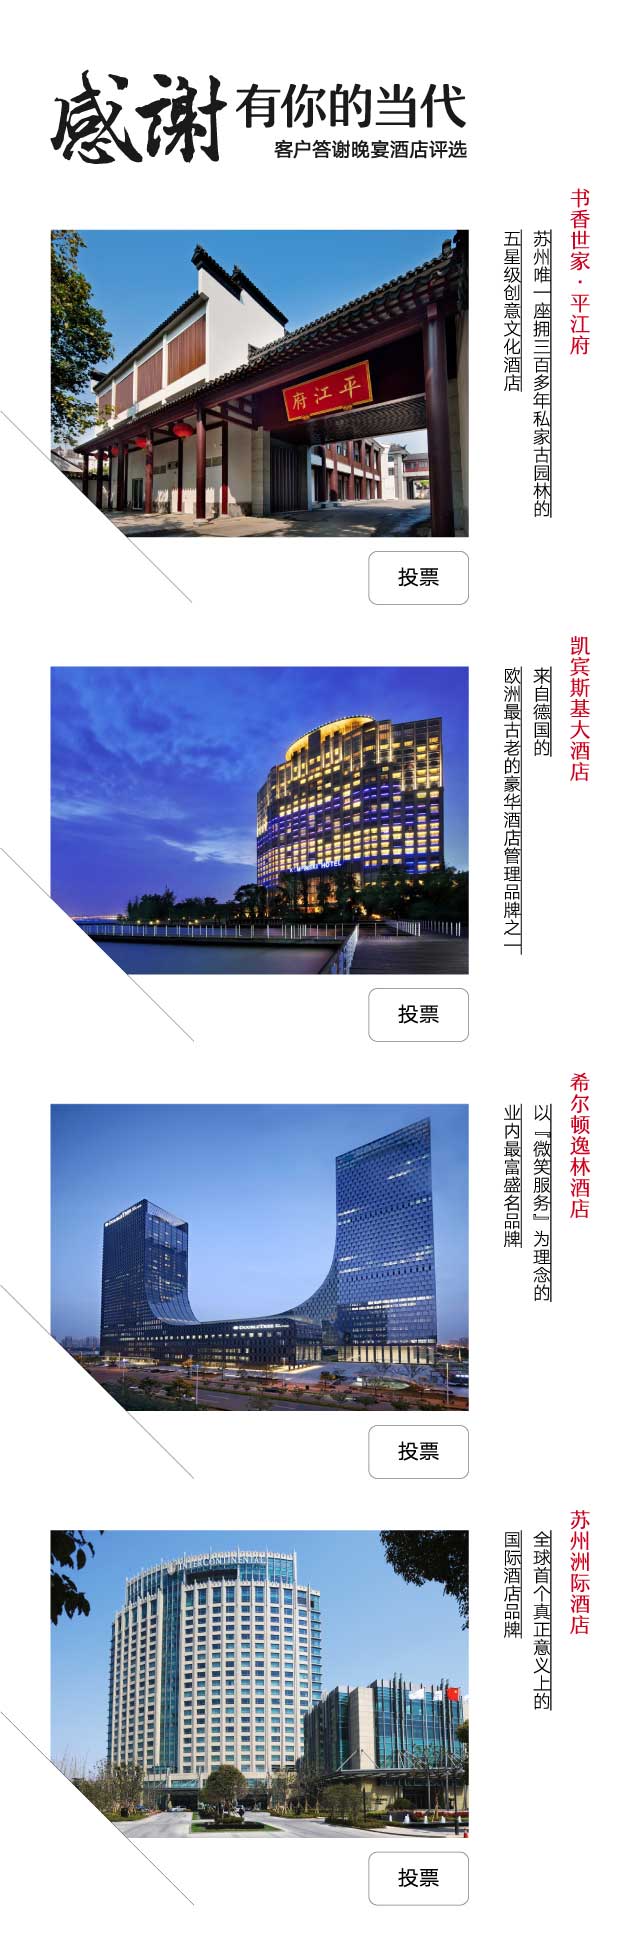 感谢有你的当代
客户答谢晚宴酒店评选
书香世家·平江府
苏州唯一座拥三百多年私家古园林的
五星级创意文化酒店
府江平
投票
凯宾斯基大酒店
来自德国的
欧洲最古老的豪华酒店管理品牌之一
KEMPINSKI HOTEL
投票
希尔顿逸林酒店
以『微笑服务』为理念的
业内最富盛名品牌
DOUBLETREE
DOUBLETREE
投票
苏州洲际酒店
全球首个真正意义上的
国际酒店品牌
INTERCONTINENTAL
投票